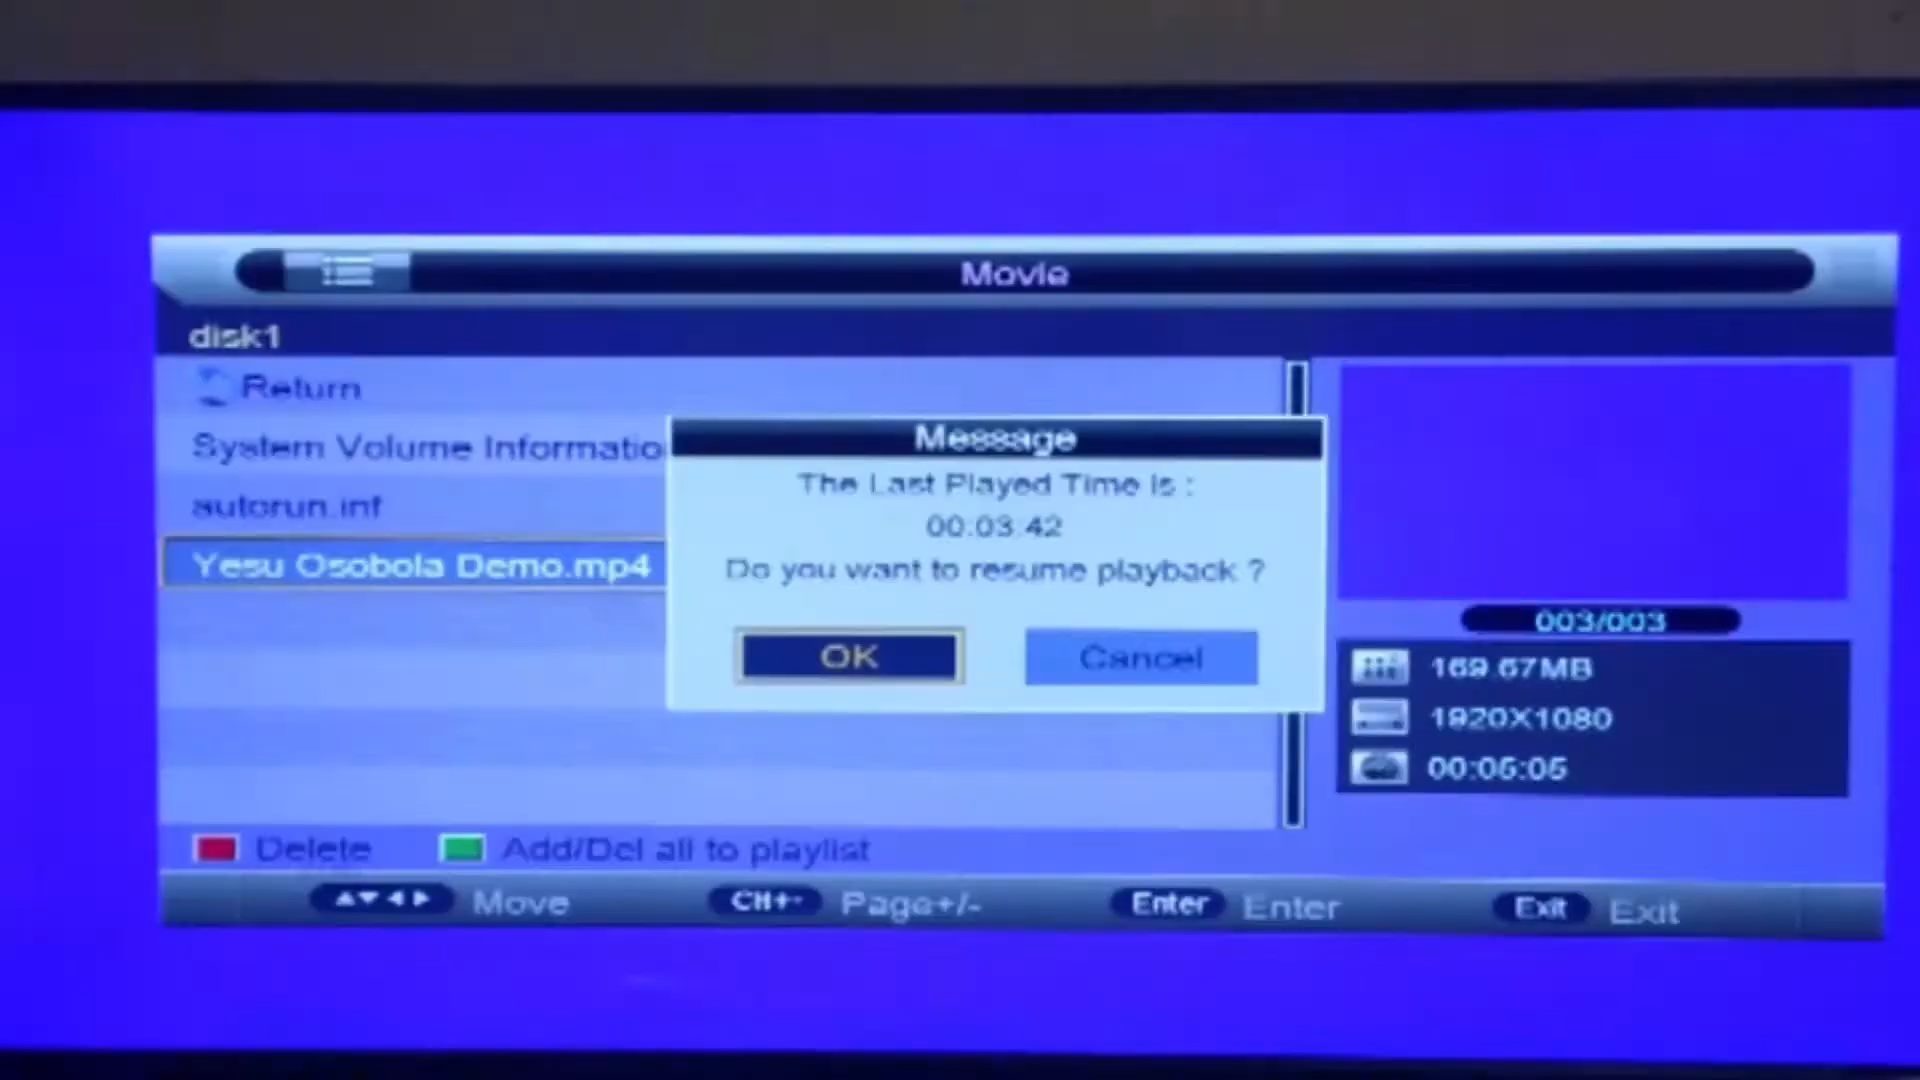 Movie
disk1
Return
System Volume Informatio
autorun.inf
Yesu Osobola Demo.mp4
Message
The Last Played Time is :
00:03:42
Do you want to resume playback ?
OK
Cancel
003/003
169.67MB
1920X1080
00:05:05
Delete
Add/Del all to playlist
Move
CH+-
Page+/-
Enter
Enter
Exit
Exit